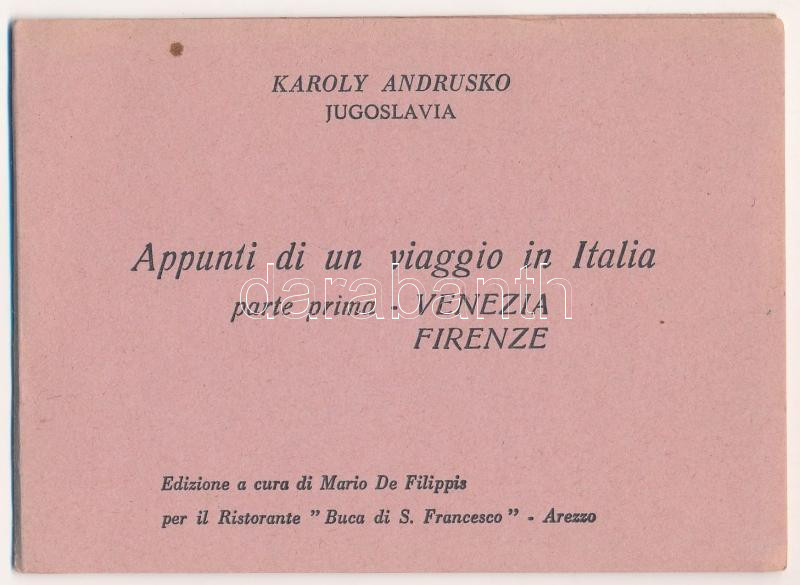 KAROLY ANDRUSKO
JUGOSLAVIA
Appunti di un viaggio in Italia
darabanth
parte prima - VENEZIA
FIRENZE
Edizione a cura di Mario De Filippis
per il Ristorante " Buca di S. Francesco " - Arezzo